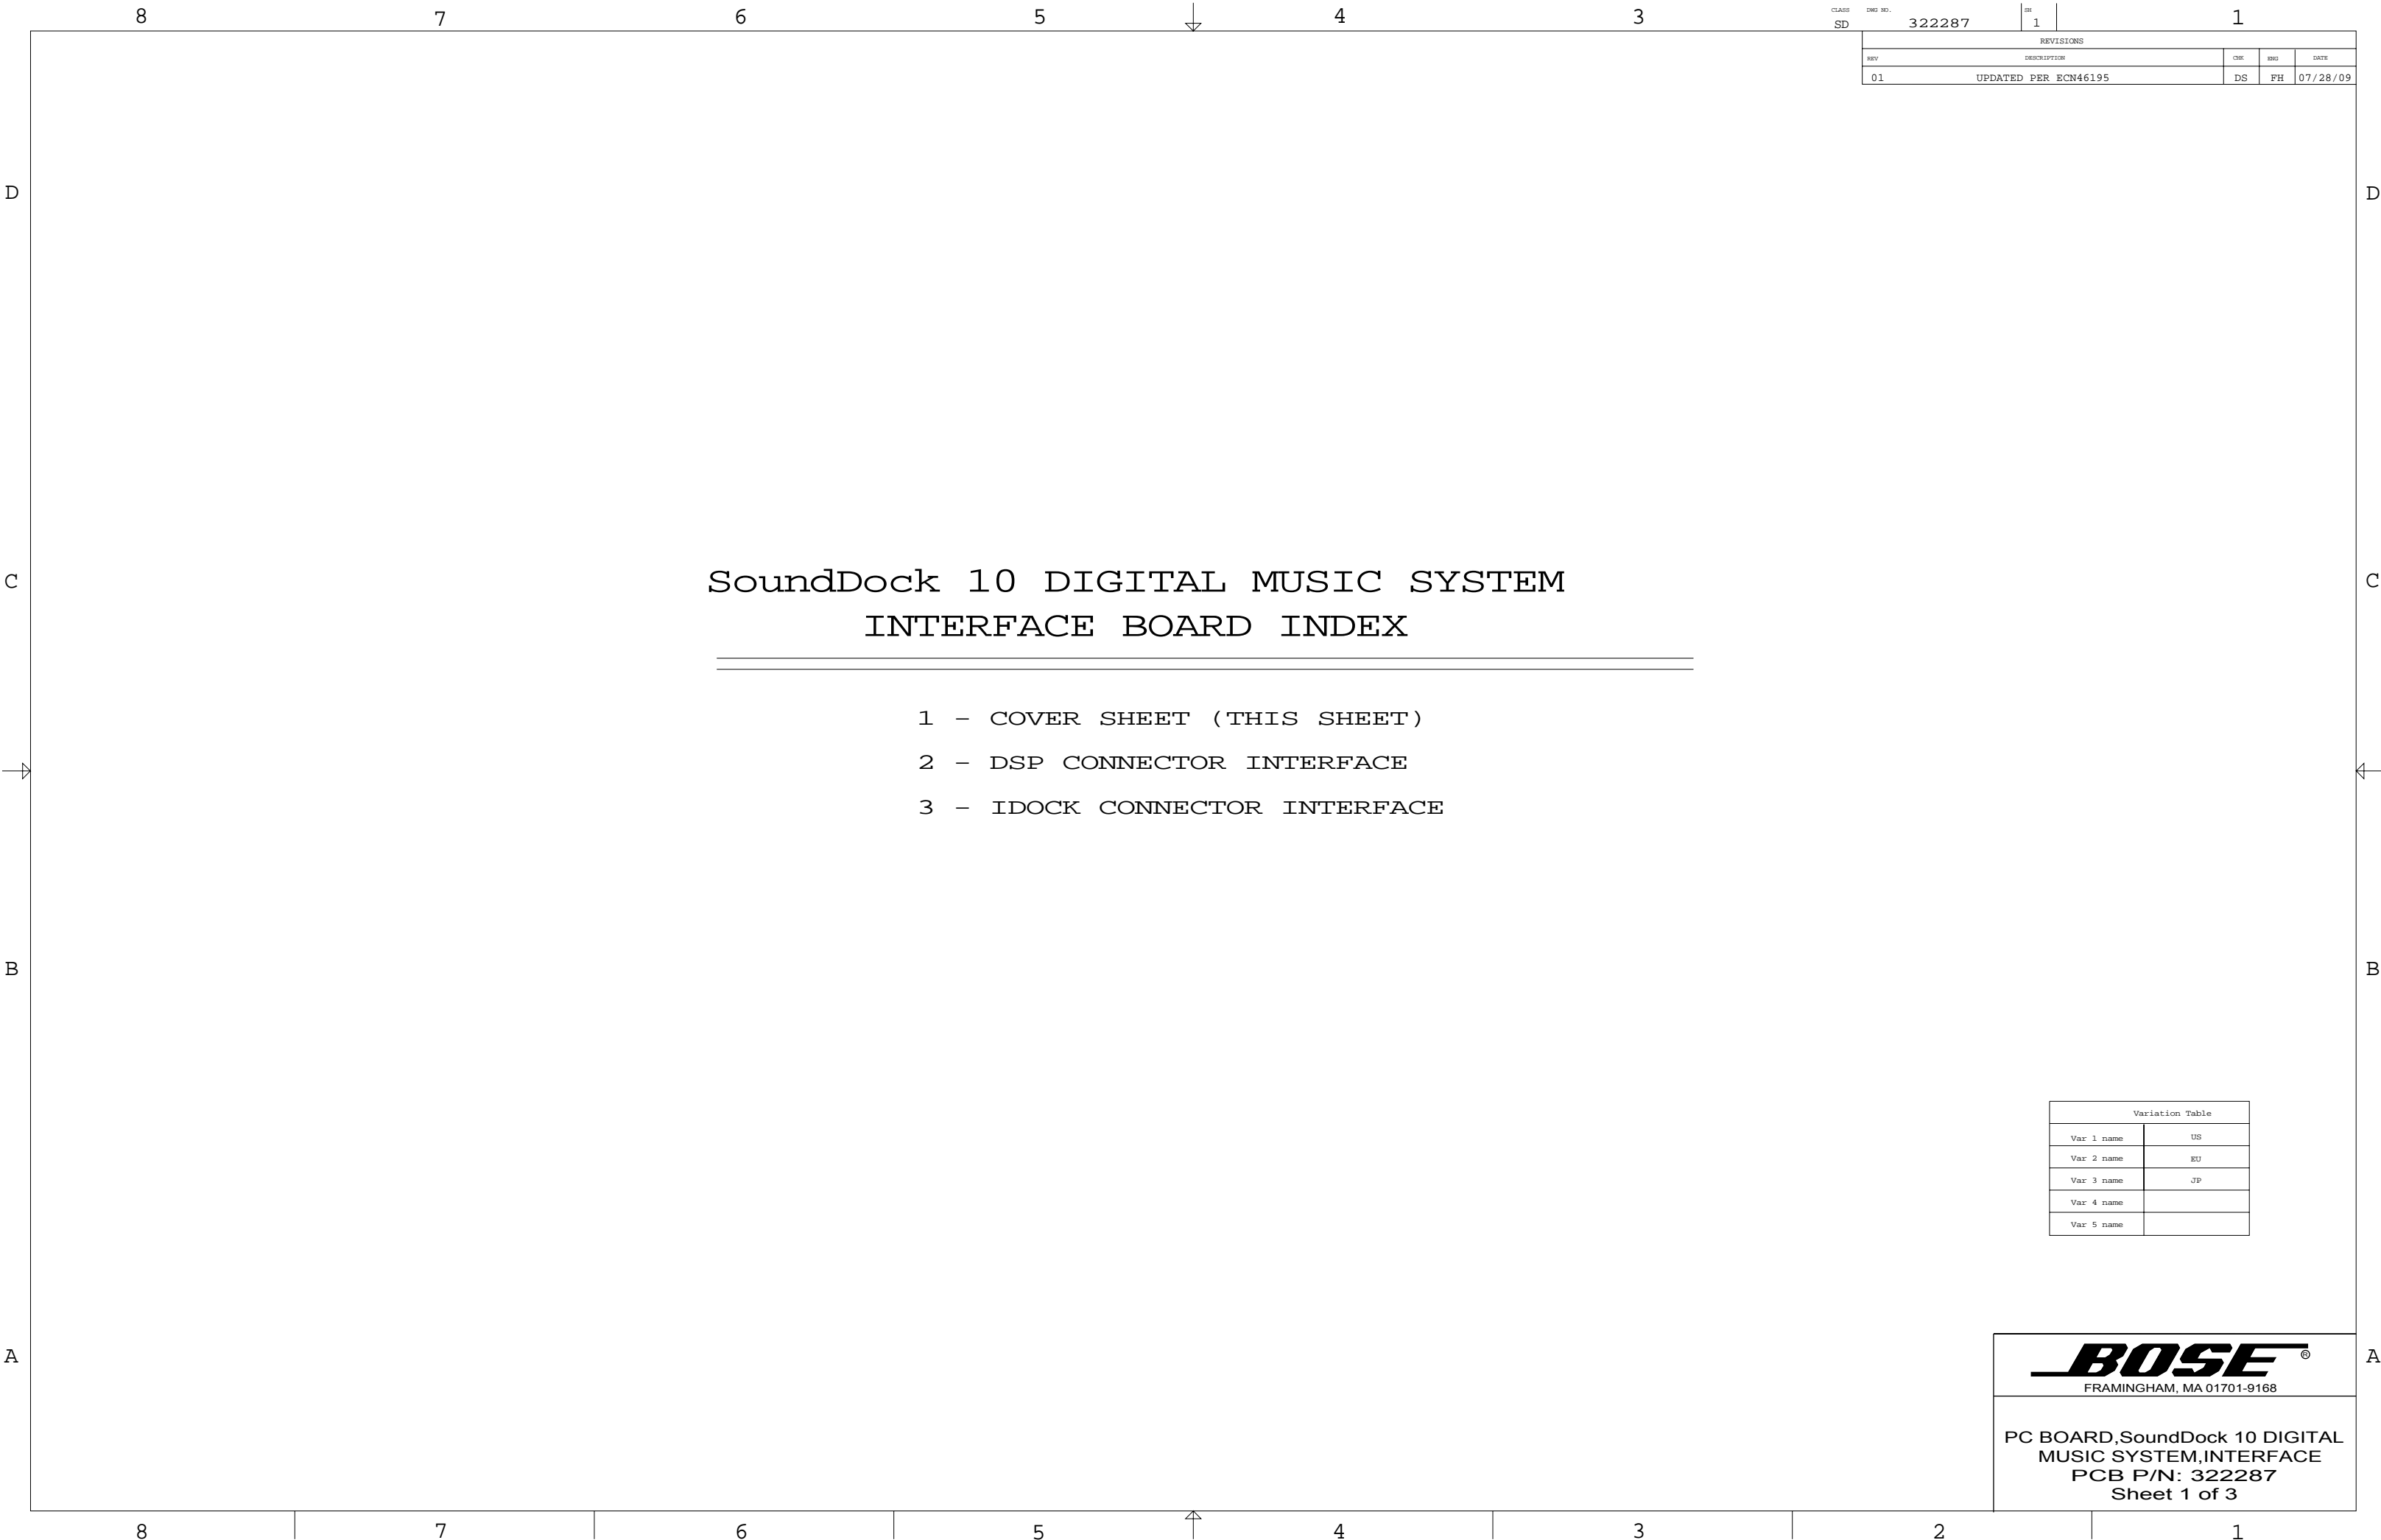 8 7 6 5 4 3 1
CLASS DWG NO. SH
SD 322287 1
REVISIONS
REV DESCRIPTION CHK ENG DATE
01 UPDATED PER ECN46195 DS FH 07/28/09
D D
SoundDock 10 DIGITAL MUSIC SYSTEM
INTERFACE BOARD INDEX
C C
1 - COVER SHEET (THIS SHEET)
2 - DSP CONNECTOR INTERFACE
3 - IDOCK CONNECTOR INTERFACE
B B
Variation Table
Var 1 name US
Var 2 name EU
Var 3 name JP
Var 4 name
Var 5 name
A A
BOSE ®
FRAMINGHAM, MA 01701-9168
PC BOARD,SoundDock 10 DIGITAL
MUSIC SYSTEM,INTERFACE
PCB P/N: 322287
Sheet 1 of 3
8 7 6 5 4 3 2 1